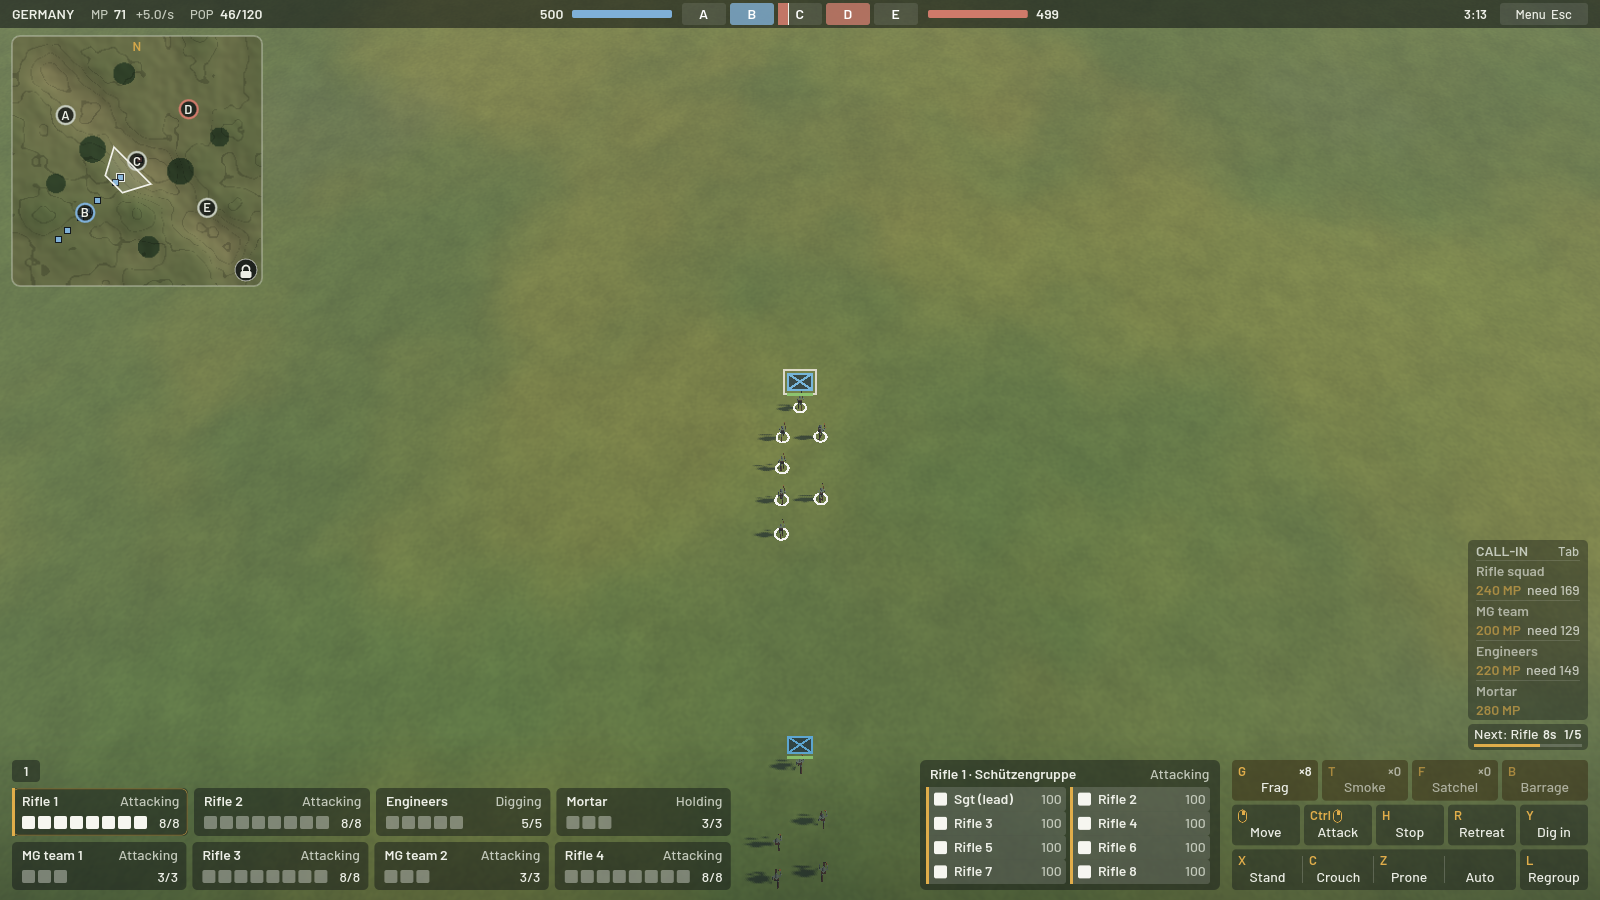 GERMANY MP 71 +5.0/s POP 46/120 500 A B C D E 499 3:13 Menu Esc
N
A
D
C
B
E
CALL-IN Tab
Rifle squad
240 MP need 169
MG team
200 MP need 129
Engineers
220 MP need 149
Mortar
280 MP
Next: Rifle 8s 1/5
1
Rifle 1 Attacking
8/8
Rifle 2 Attacking
8/8
Engineers Digging
5/5
Mortar Holding
3/3
MG team 1 Attacking
3/3
Rifle 3 Attacking
8/8
MG team 2 Attacking
3/3
Rifle 4 Attacking
8/8
Rifle 1 · Schützengruppe Attacking
Sgt (lead) 100 Rifle 2 100
Rifle 3 100 Rifle 4 100
Rifle 5 100 Rifle 6 100
Rifle 7 100 Rifle 8 100
G ×8 T ×0 F ×0 B
Frag Smoke Satchel Barrage
Ctrl H R Y
Move Attack Stop Retreat Dig in
X C Z L
Stand Crouch Prone Auto Regroup